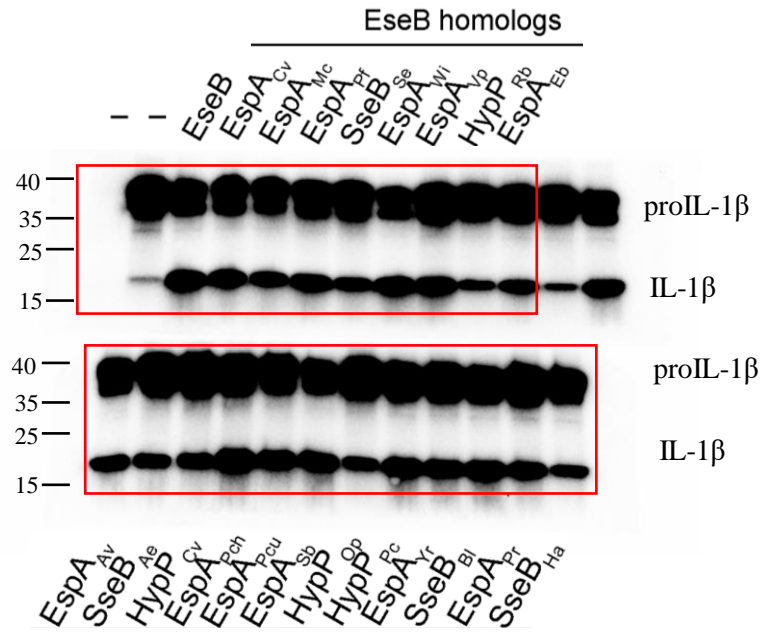 EseB homologs
– – EseB EspA Cv EspA Mc EspA Pf SseB Se EspA Wi EspA Vp HypP Rb EspA Eb
40
35
25
15
proIL-1β
IL-1β
40
35
25
15
proIL-1β
IL-1β
EspA Av SseB Ae HypP Cv EspA Pch EspA Pcu EspA Sb HypP Op HypP Pc EspA Yr SseB Bl EspA Pr SseB Ha